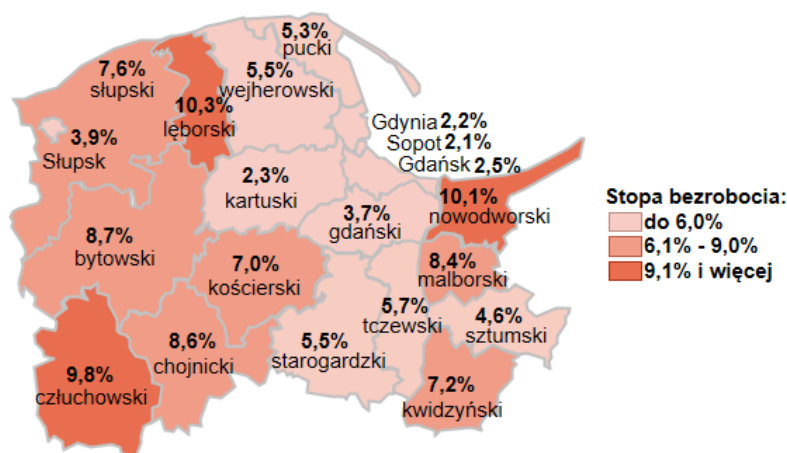 5,3%
pucki
7,6%
słupski
5,5%
wejherowski
10,3%
lęborski
Gdynia 2,2%
Sopot 2,1%
Gdańsk 2,5%
3,9%
Słupsk
2,3%
kartuski
10,1%
nowodworski
3,7%
gdański
Stopa bezrobocia:
do 6,0%
6,1% - 9,0%
9,1% i więcej
8,7%
bytowski
7,0%
kościerski
8,4%
malborski
5,7%
tczewski
4,6%
sztumski
8,6%
chojnicki
5,5%
starogardzki
9,8%
człuchowski
7,2%
kwidzyński